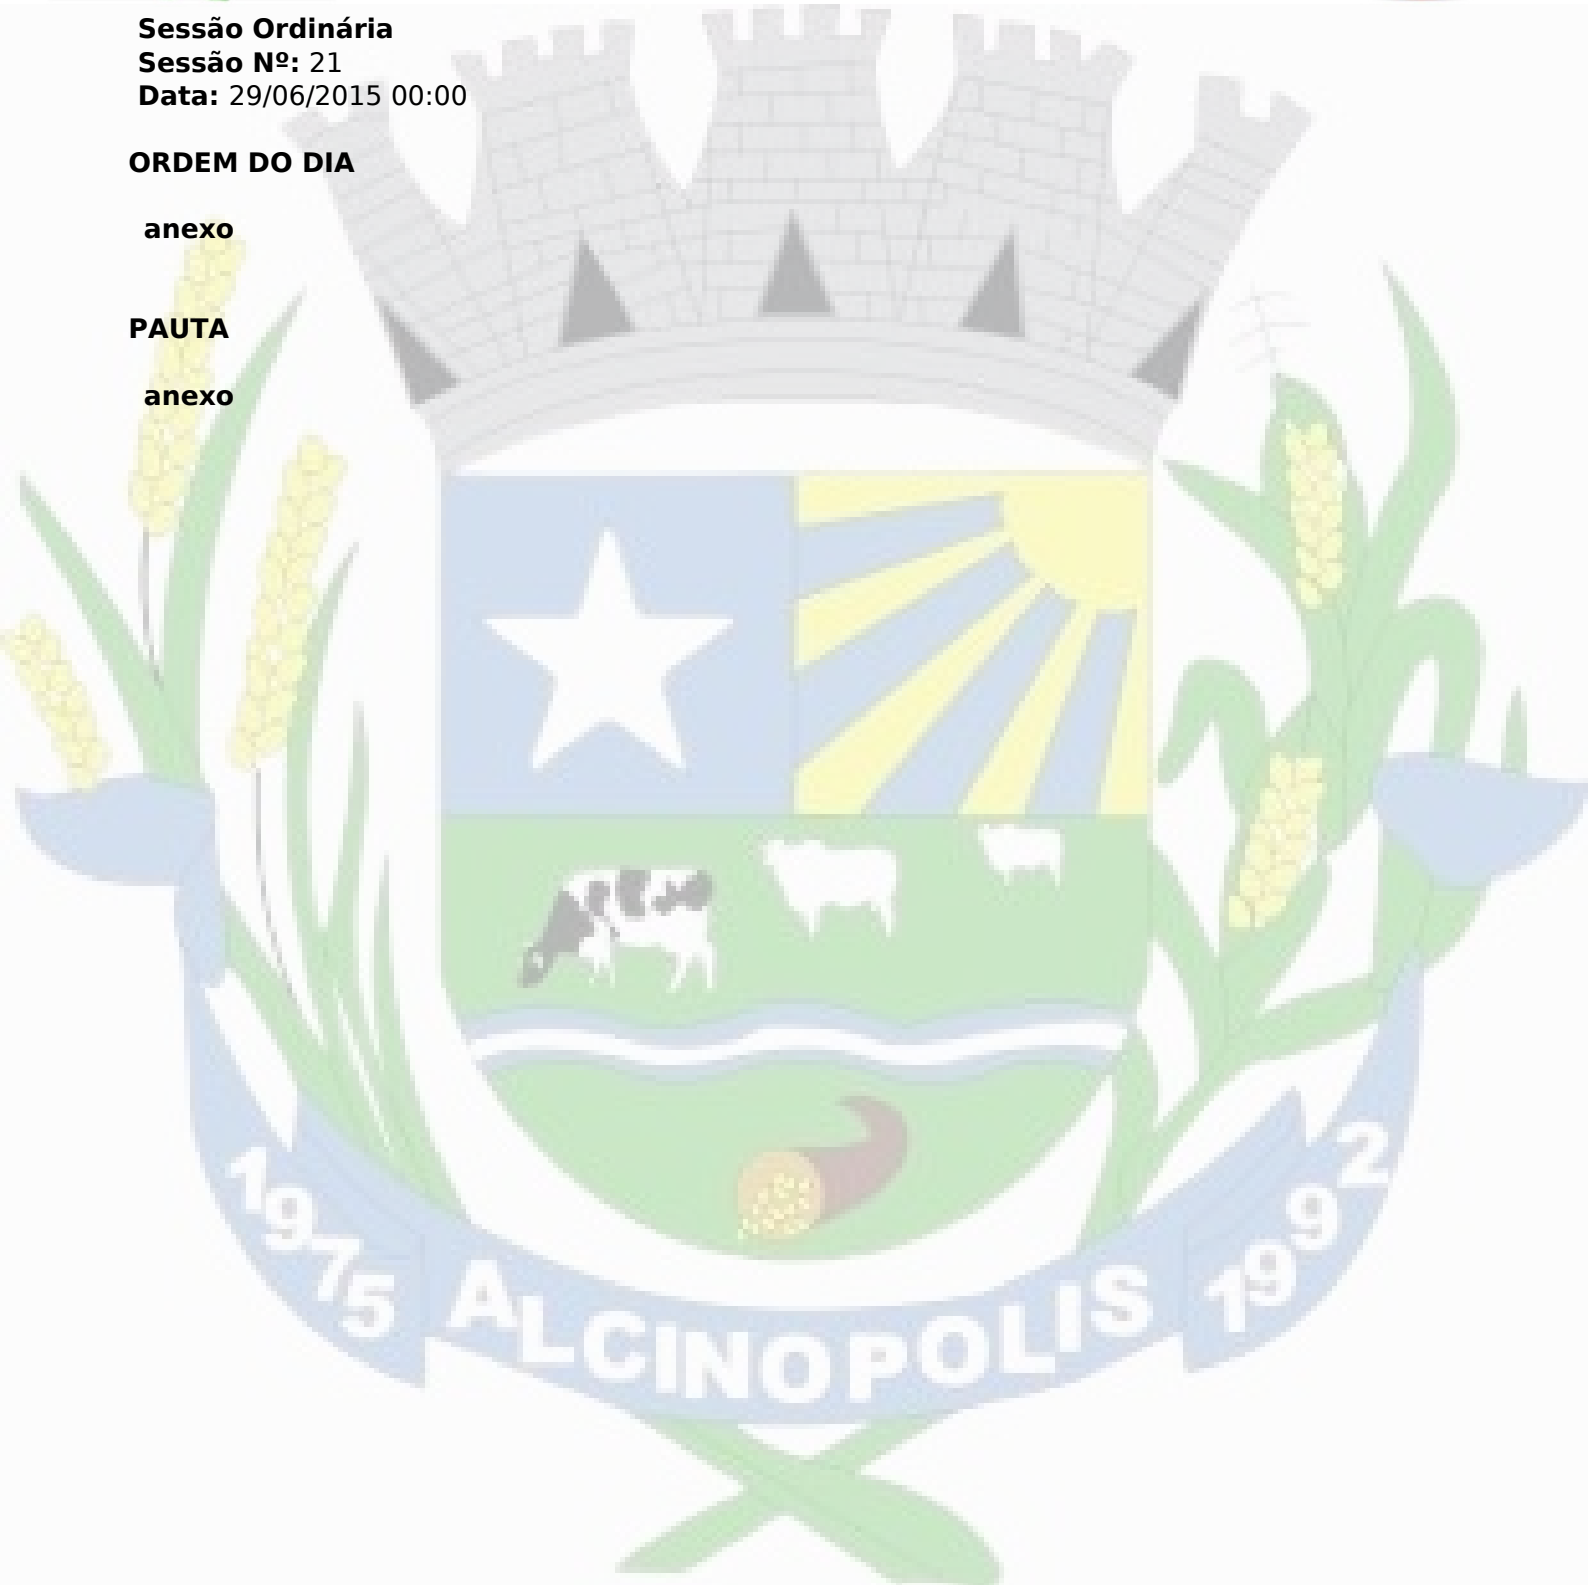 Sessão Ordinária
Sessão Nº: 21
Data: 29/06/2015 00:00
ORDEM DO DIA
anexo
PAUTA
anexo
1975
ALCINOPOLIS
1992